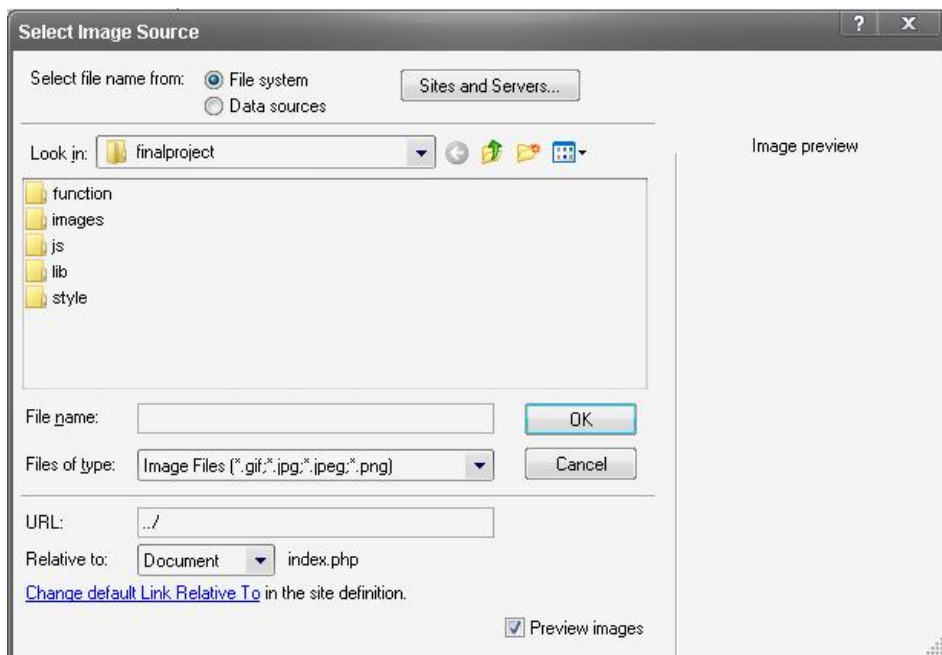 Select Image Source
?
X
Select file name from: File system
Data sources
Sites and Servers...
Look in: finalproject
Image preview
function
images
js
lib
style
File name:
OK
Files of type: Image Files (*.gif;*.jpg;*.jpeg;*.png)
Cancel
URL: ../
Relative to: Document index.php
Change default Link Relative To in the site definition.
Preview images